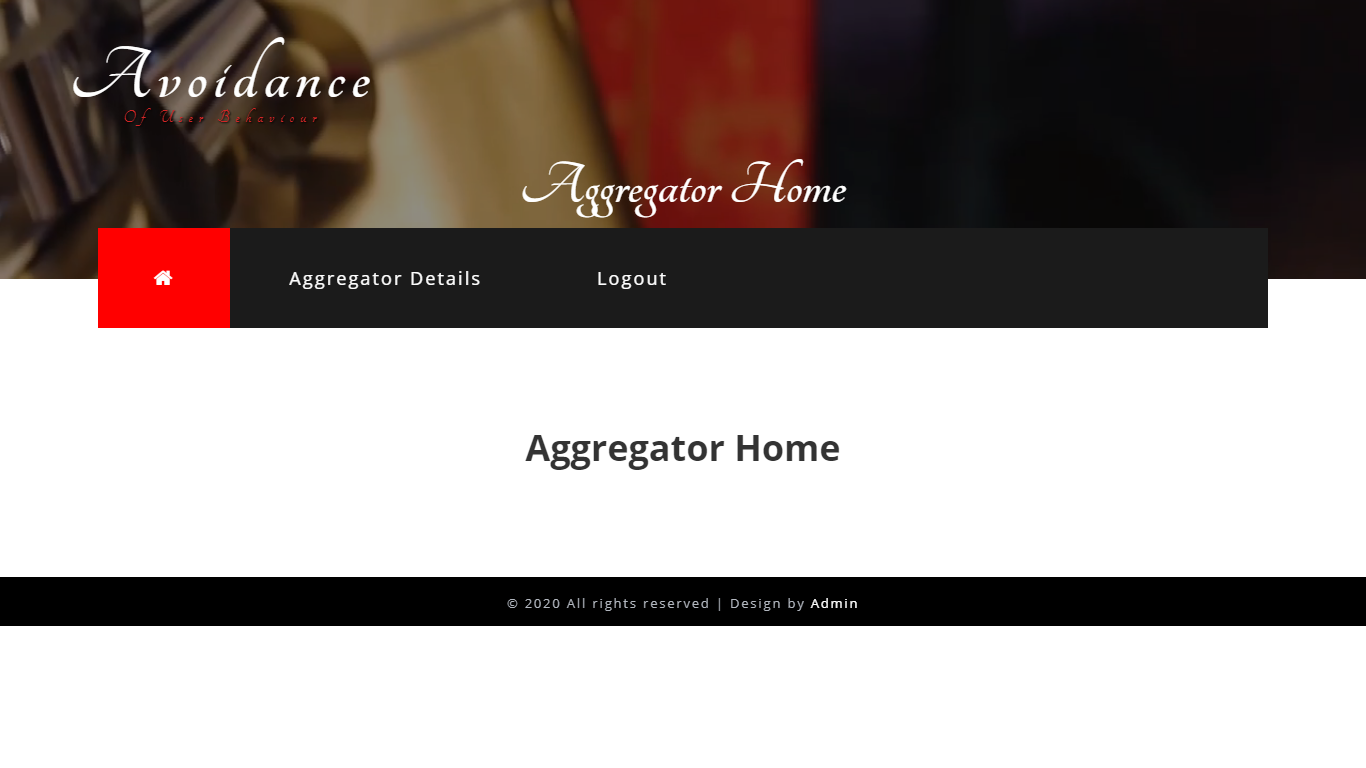 Avoidance
Of User Behaviour
Aggregator Home
Aggregator Details
Logout
Aggregator Home
© 2020 All rights reserved | Design by Admin